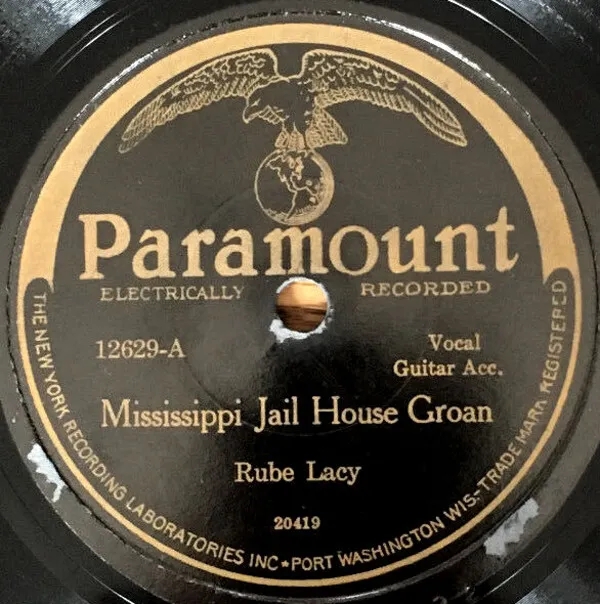 Paramount
ELECTRICALLY RECORDED
12629-A
Vocal
Guitar Acc.
Mississippi Jail House Groan
Rube Lacy
20419
THE NEW YORK RECORDING LABORATORIES INC★PORT WASHINGTON WIS.-TRADE MARK REGISTERED